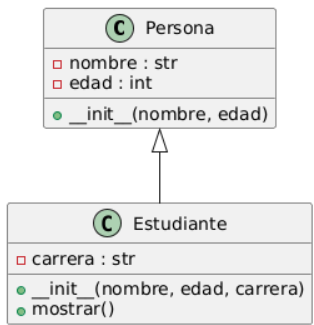 C Persona
nombre : str
edad : int
__init__(nombre, edad)
C Estudiante
carrera : str
__init__(nombre, edad, carrera)
mostrar()